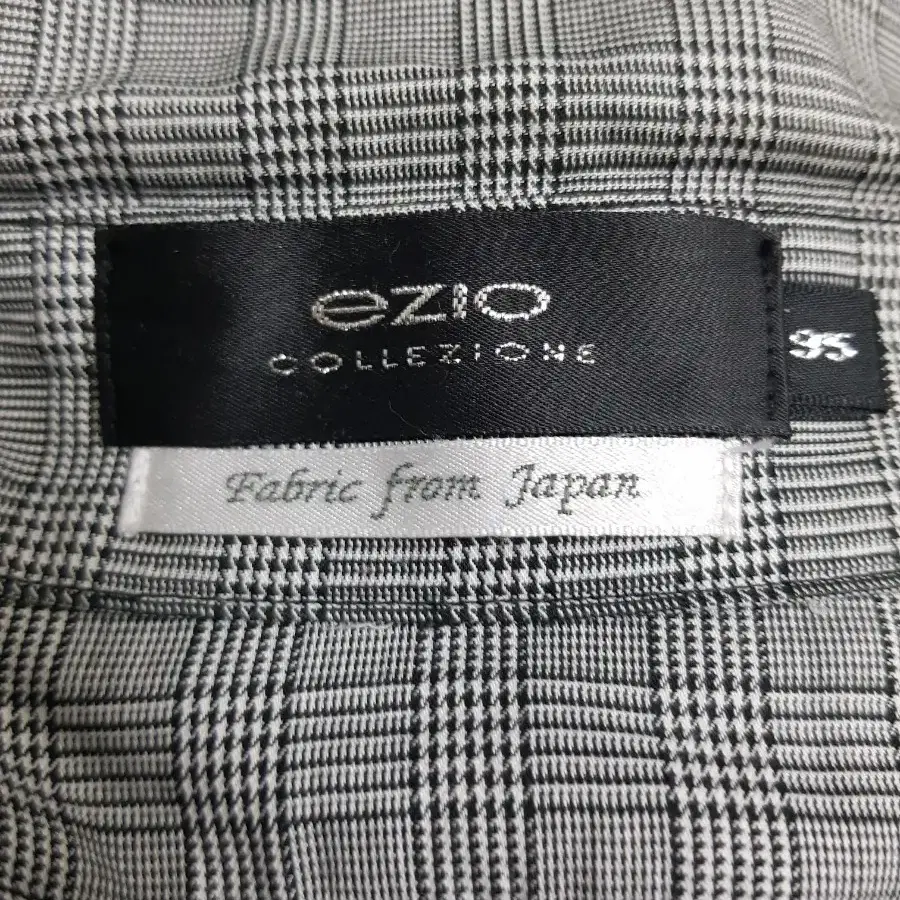 ezio
COLLEZIONE
95
Fabric from Japan